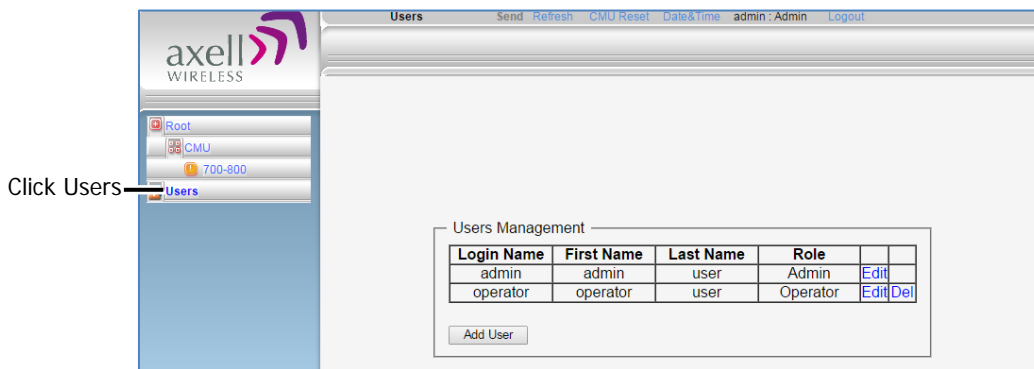 Users Send Refresh CMU Reset Date&Time admin : Admin Logout
axell
WIRELESS
Root
CMU
700-800
Click Users
Users
Users Management
Login Name First Name Last Name Role
admin admin user Admin Edit
operator operator user Operator Edit Del
Add User